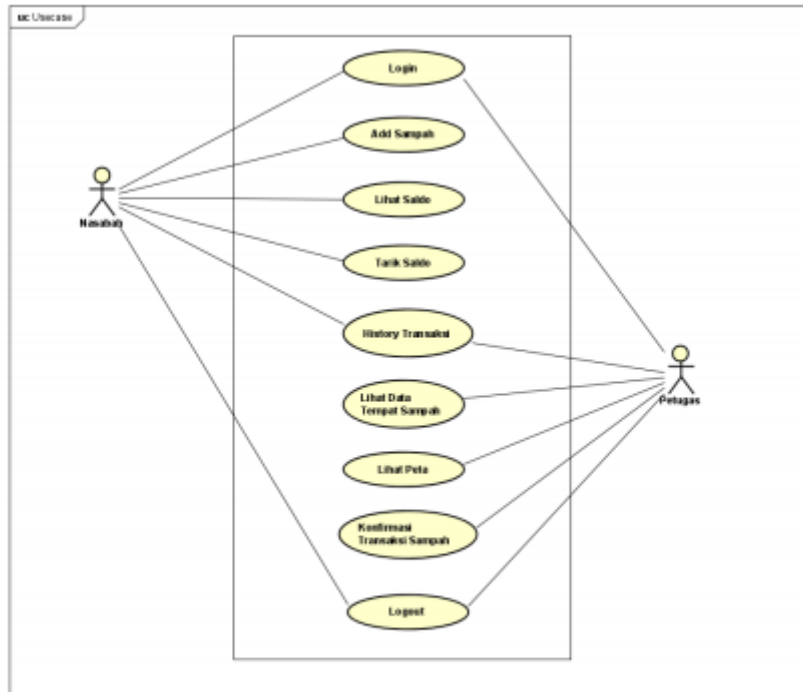 uc Usecase
Login
Add Sampah
Nasabah
Lihat Saldo
Tarik Saldo
History Transaksi
Petugas
Lihat Data
Tempat Sampah
Lihat Peta
Konfirmasi
Transaksi Sampah
Logout